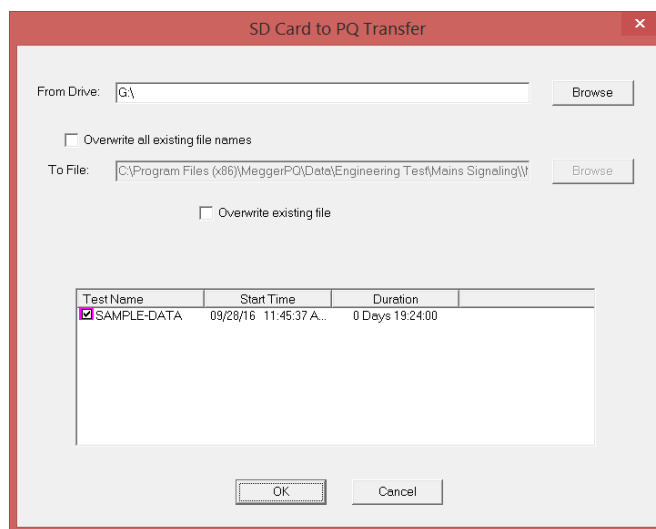 SD Card to PQ Transfer
From Drive: G:\ Browse
Overwrite all existing file names
To File: C:\Program Files (x86)\MeggerPQ\Data\Engineering Test\Mains Signaling\\ Browse
Overwrite existing file
Test Name Start Time Duration
SAMPLE-DATA 09/28/16 11:45:37 A... 0 Days 19:24:00
OK Cancel